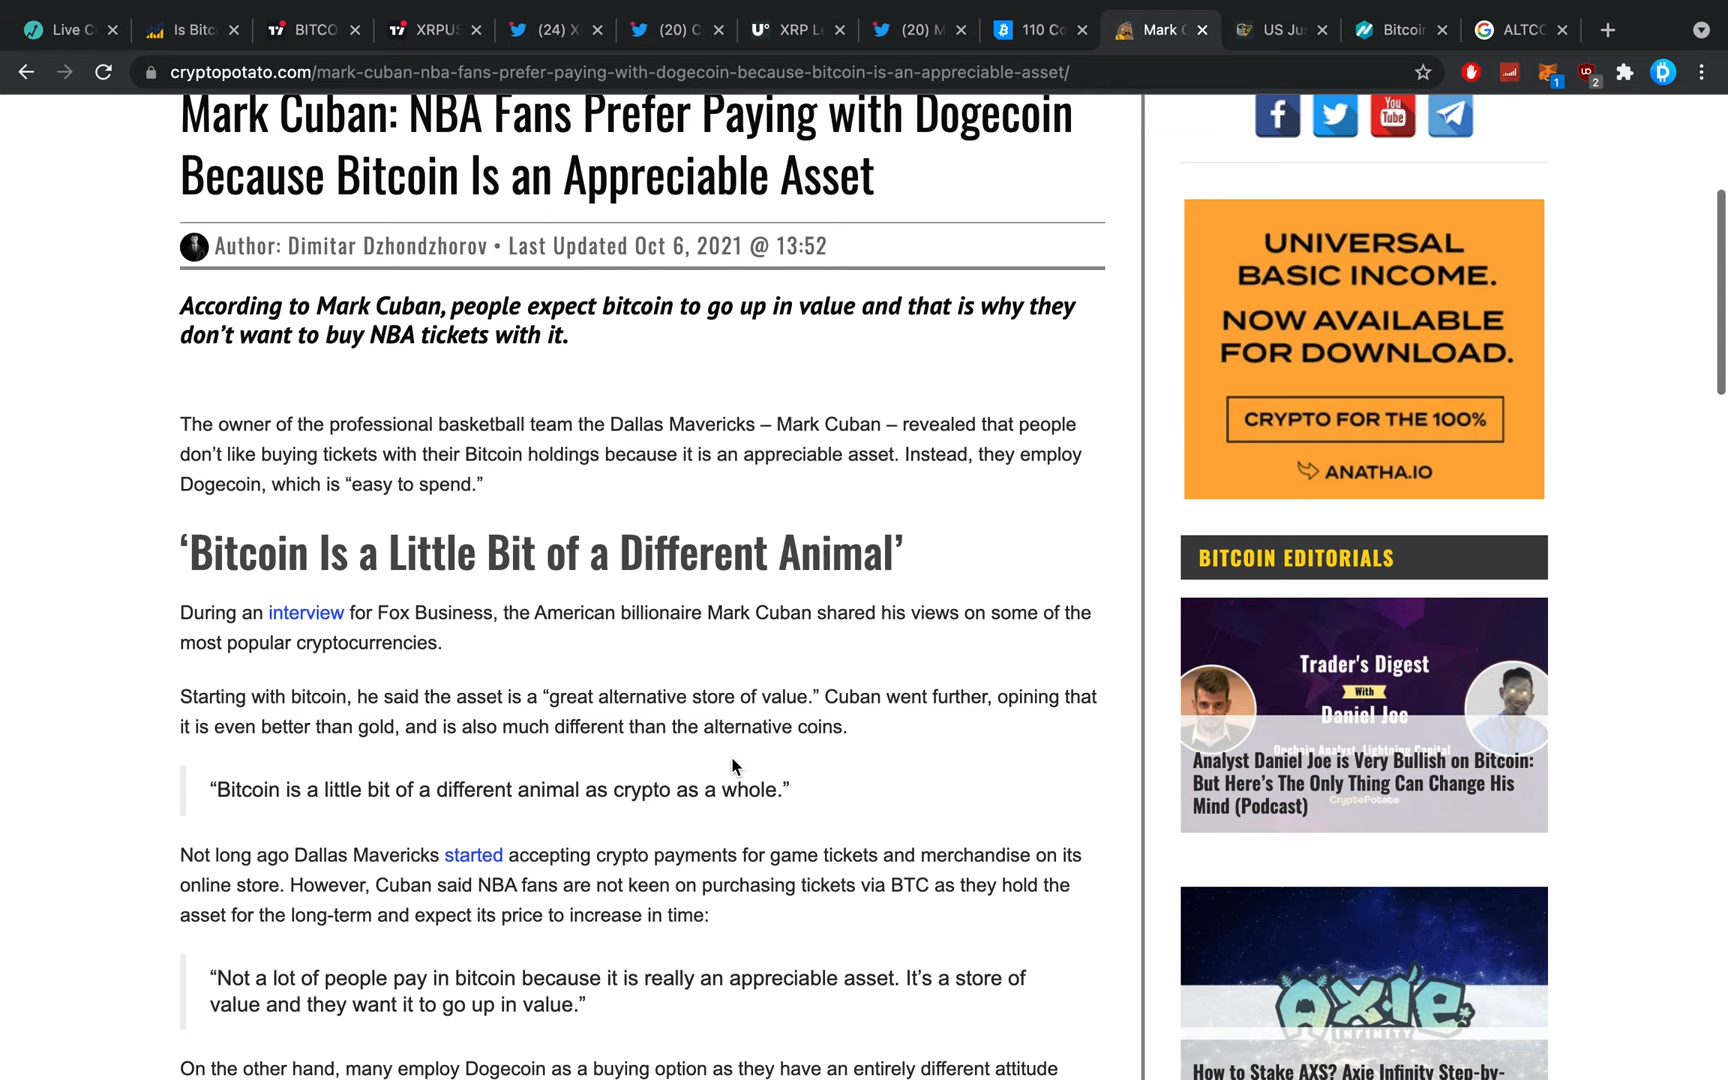 Live C
Is Bitc
BITCO
XRPUS
(24) X
(20) C
XRP L
(20) M
110 Co
Mark C
US Ju
Bitcoin
ALTCO
cryptopotato.com/mark-cuban-nba-fans-prefer-paying-with-dogecoin-because-bitcoin-is-an-appreciable-asset/
1
2
Mark Cuban: NBA Fans Prefer Paying with Dogecoin
Because Bitcoin Is an Appreciable Asset
Author: Dimitar Dzhondzhorov • Last Updated Oct 6, 2021 @ 13:52
According to Mark Cuban, people expect bitcoin to go up in value and that is why they
don’t want to buy NBA tickets with it.
The owner of the professional basketball team the Dallas Mavericks – Mark Cuban – revealed that people
don’t like buying tickets with their Bitcoin holdings because it is an appreciable asset. Instead, they employ
Dogecoin, which is “easy to spend.”
‘Bitcoin Is a Little Bit of a Different Animal’
During an interview for Fox Business, the American billionaire Mark Cuban shared his views on some of the
most popular cryptocurrencies.
Starting with bitcoin, he said the asset is a “great alternative store of value.” Cuban went further, opining that
it is even better than gold, and is also much different than the alternative coins.
“Bitcoin is a little bit of a different animal as crypto as a whole.”
Not long ago Dallas Mavericks started accepting crypto payments for game tickets and merchandise on its
online store. However, Cuban said NBA fans are not keen on purchasing tickets via BTC as they hold the
asset for the long-term and expect its price to increase in time:
“Not a lot of people pay in bitcoin because it is really an appreciable asset. It’s a store of
value and they want it to go up in value.”
On the other hand, many employ Dogecoin as a buying option as they have an entirely different attitude
You
Tube
UNIVERSAL
BASIC INCOME.
NOW AVAILABLE
FOR DOWNLOAD.
CRYPTO FOR THE 100%
ANATHA.IO
BITCOIN EDITORIALS
Trader's Digest
With
Daniel Joe
Onchain Analyst, Lightning Capital
Analyst Daniel Joe is Very Bullish on Bitcoin:
But Here’s The Only Thing Can Change His
Mind (Podcast)
CryptoPotato
AXIE
INFINITY
How to Stake AXS? Axie Infinity Step-by-